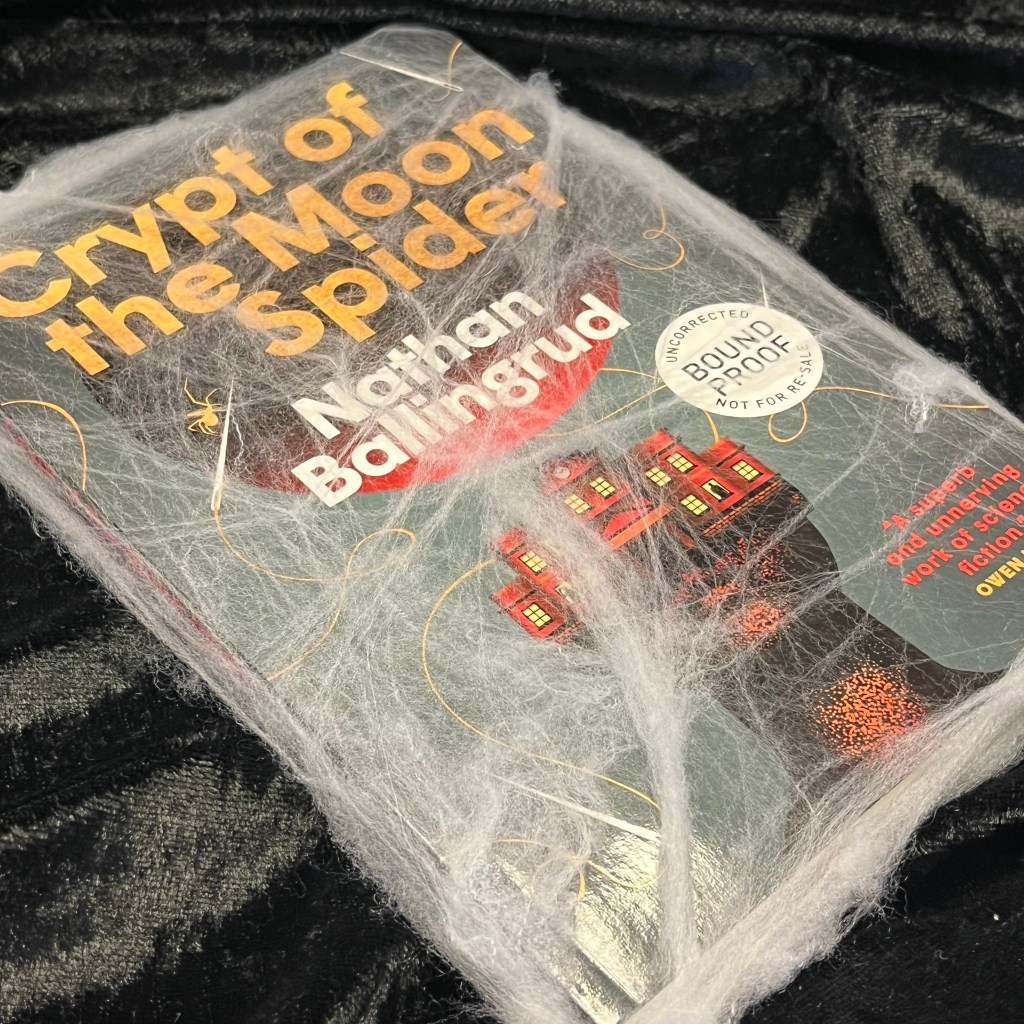 Crypt of
the Moon
Spider
Nathan
Ballingrud
UNCORRECTED
BOUND
PROOF
NOT FOR RE-SALE
"A superb
and unnerving
work of science
fiction."
OWEN